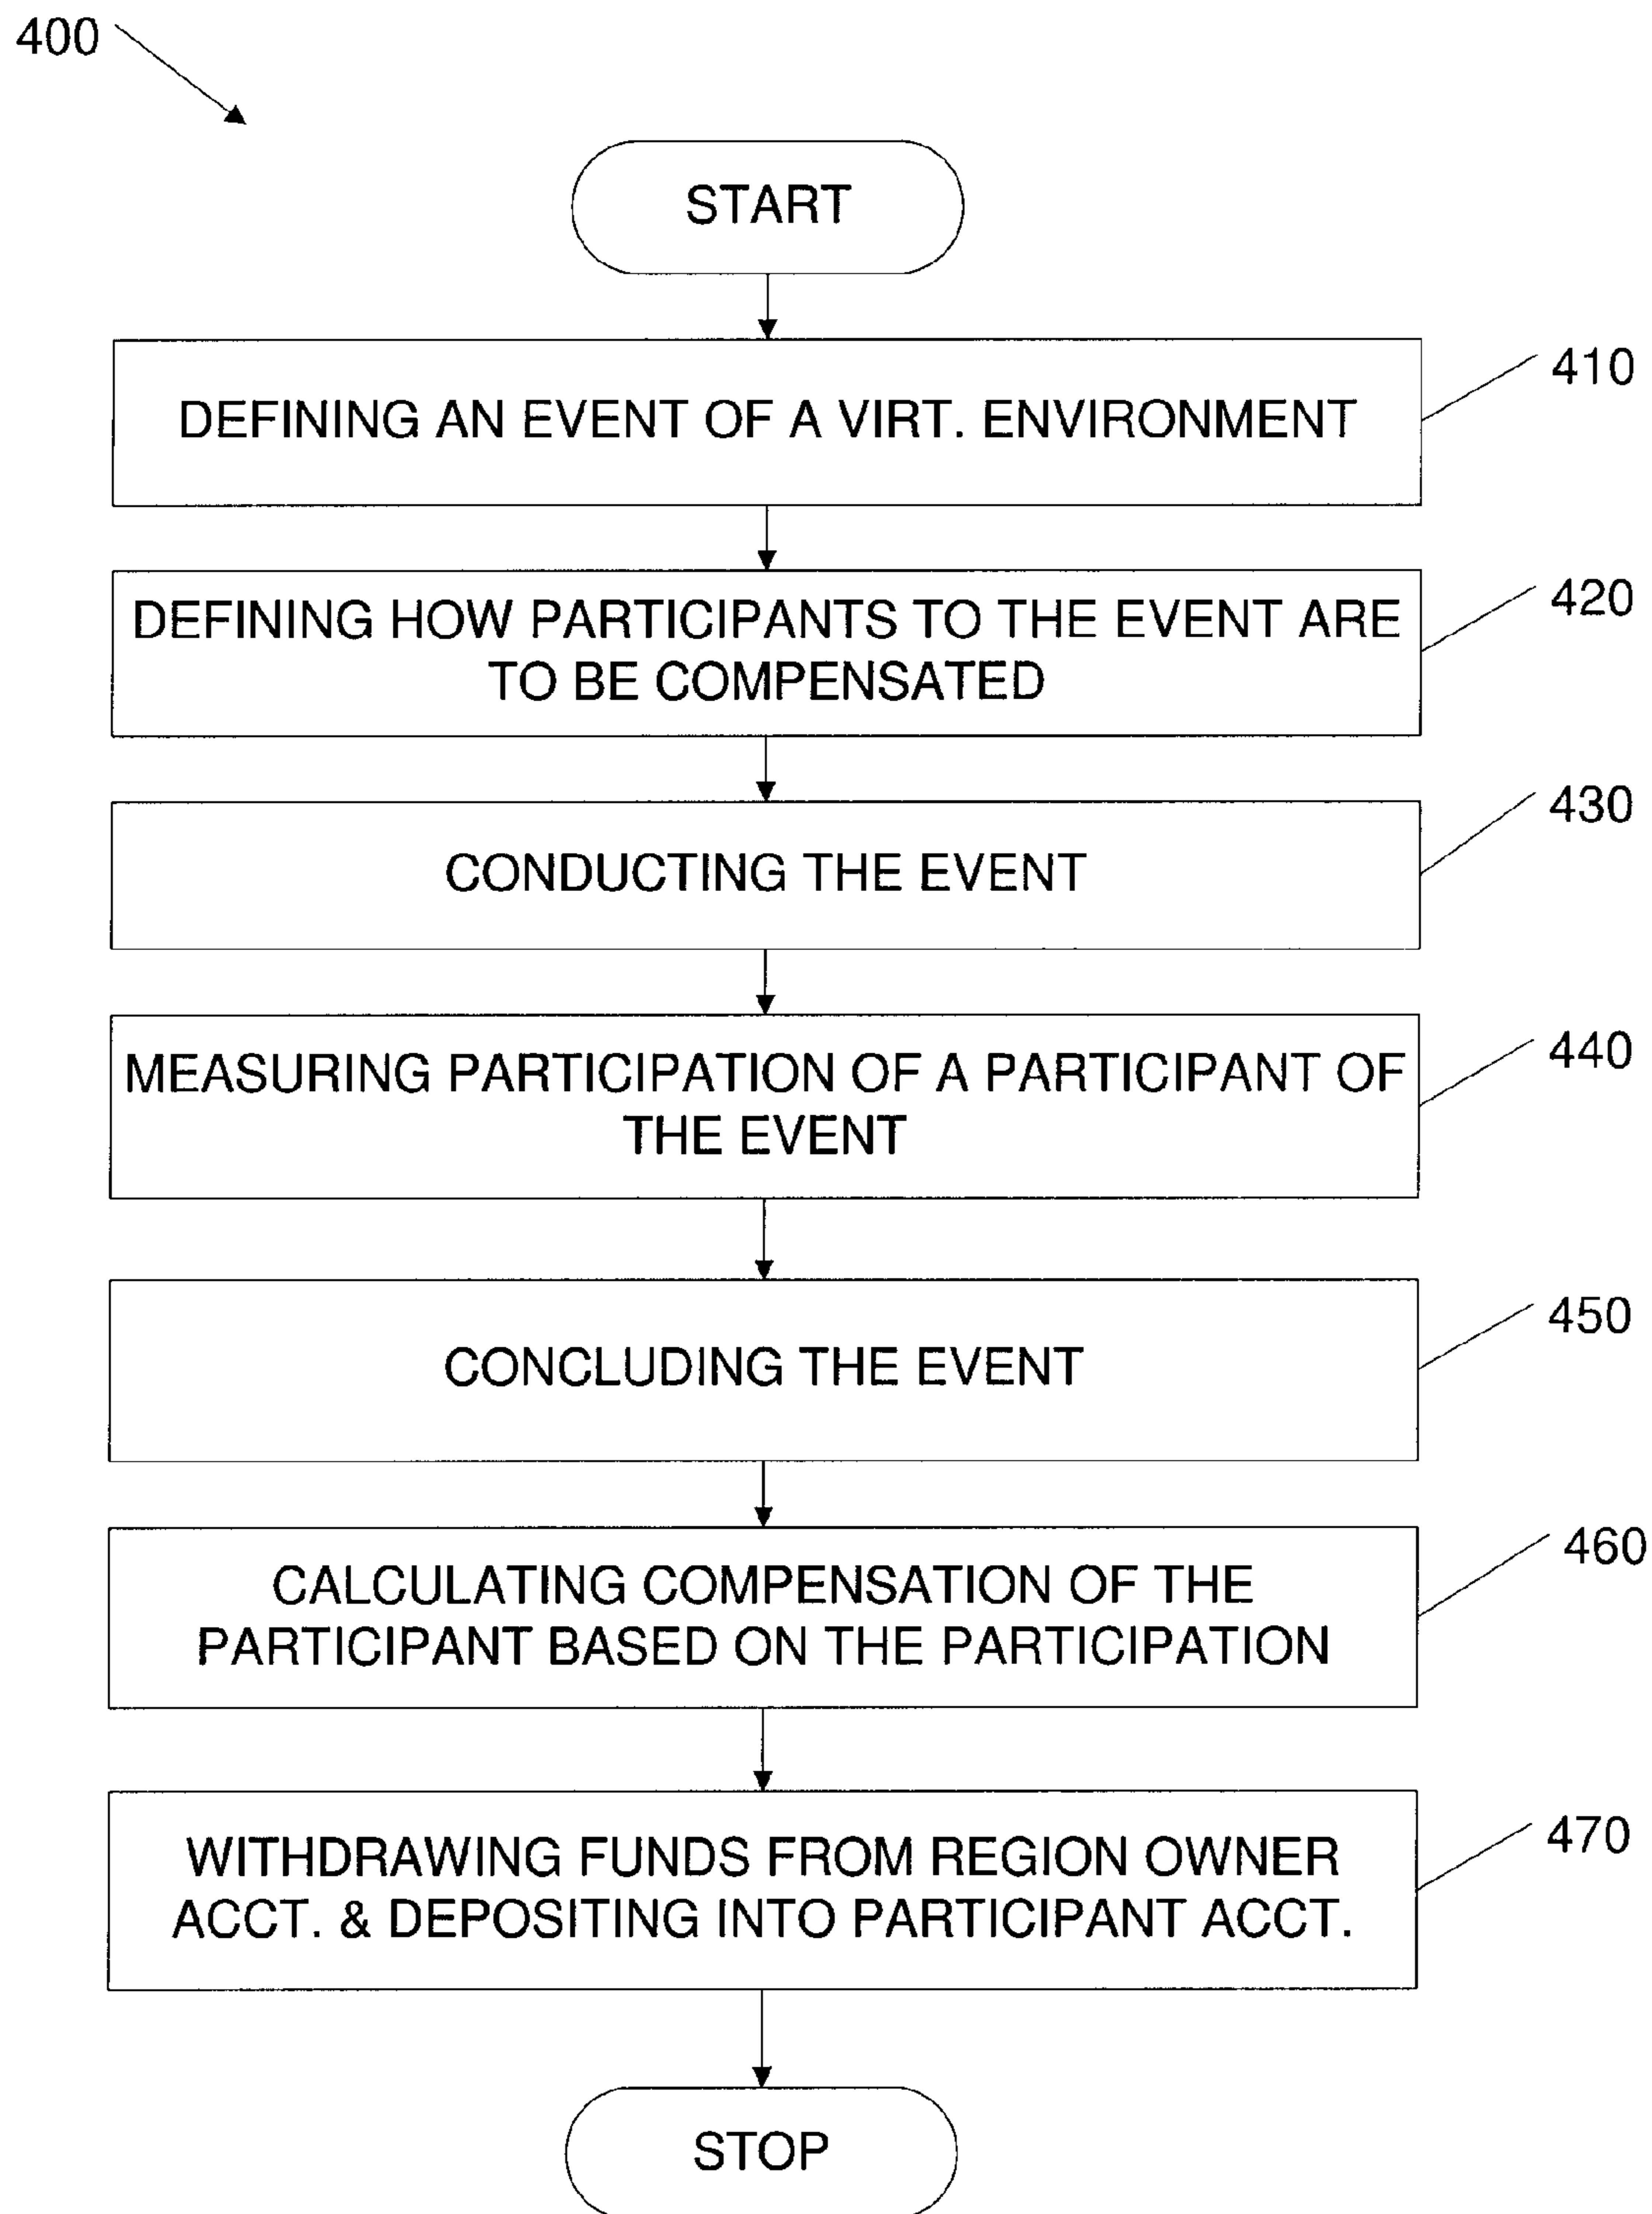 400
START
DEFINING AN EVENT OF A VIRT. ENVIRONMENT
410
DEFINING HOW PARTICIPANTS TO THE EVENT ARE
TO BE COMPENSATED
420
CONDUCTING THE EVENT
430
MEASURING PARTICIPATION OF A PARTICIPANT OF
THE EVENT
440
CONCLUDING THE EVENT
450
CALCULATING COMPENSATION OF THE
PARTICIPANT BASED ON THE PARTICIPATION
460
WITHDRAWING FUNDS FROM REGION OWNER
ACCT. & DEPOSITING INTO PARTICIPANT ACCT.
470
STOP